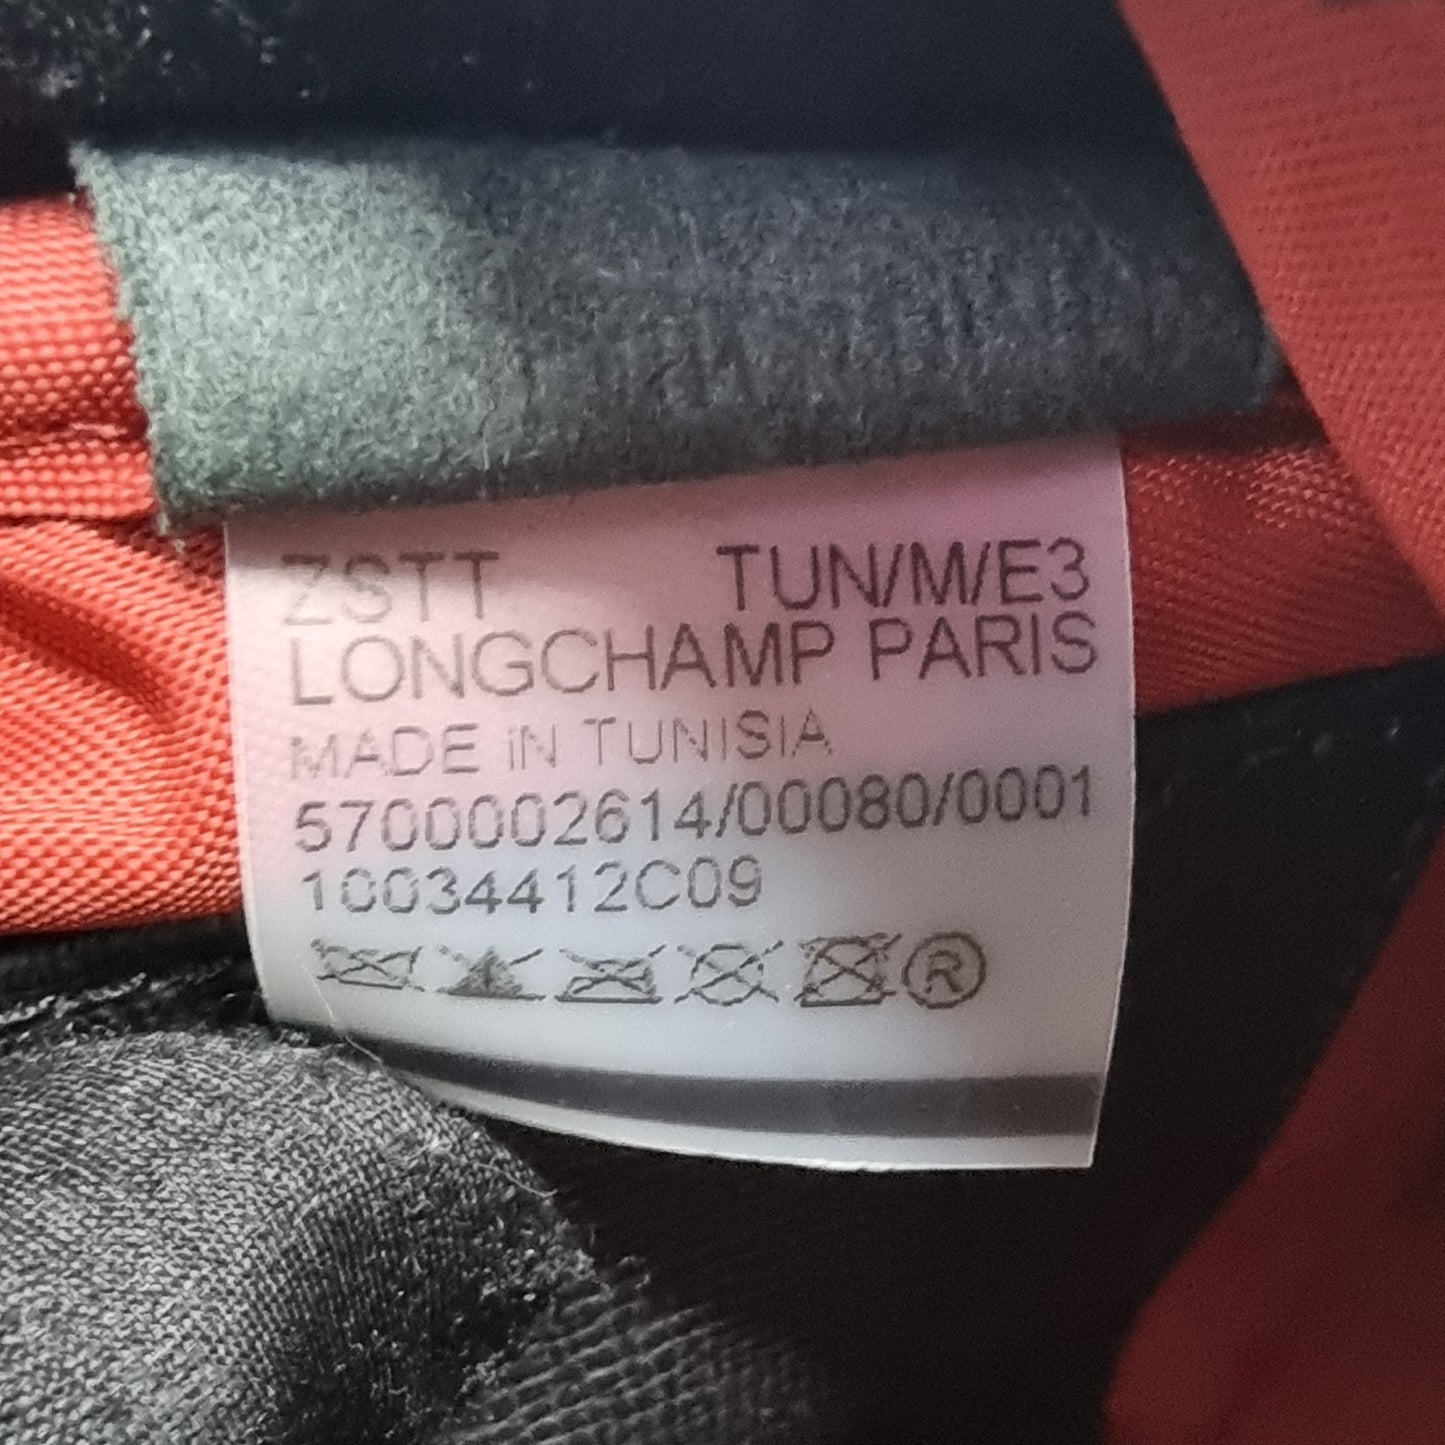 ZSTT TUN/M/E3
LONGCHAMP PARIS
MADE iN TUNISIA
5700002614/00080/0001
10034412C09
®